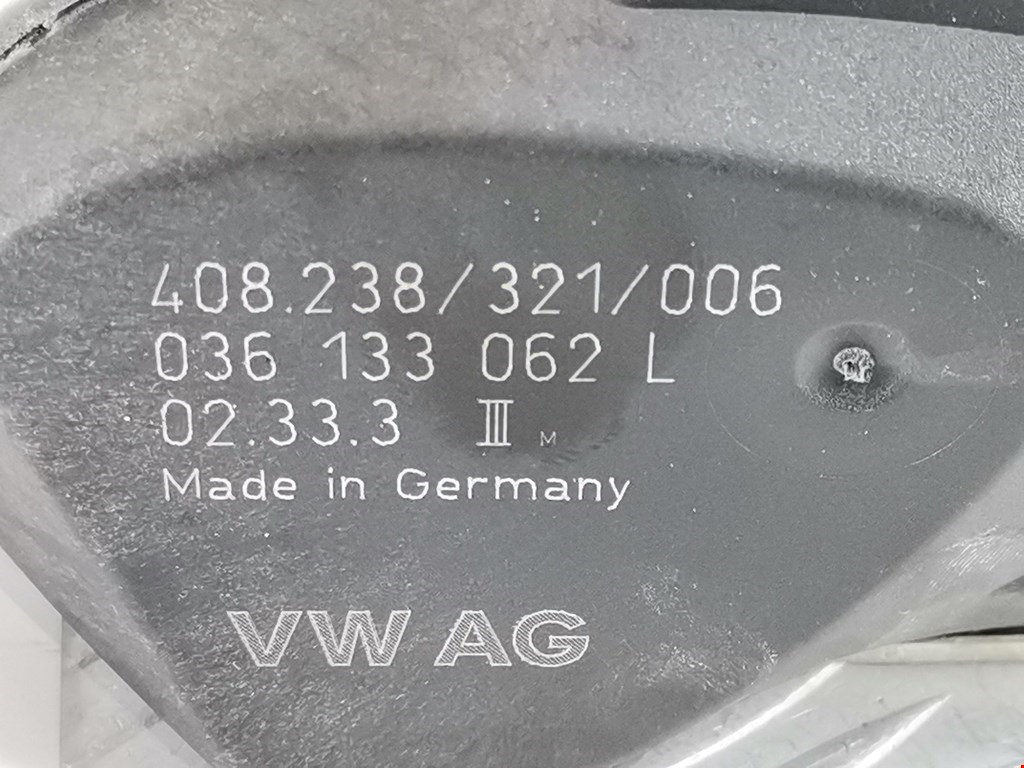 408.238/321/006
036 133 062 L
02.33.3 III M
Made in Germany
VW AG